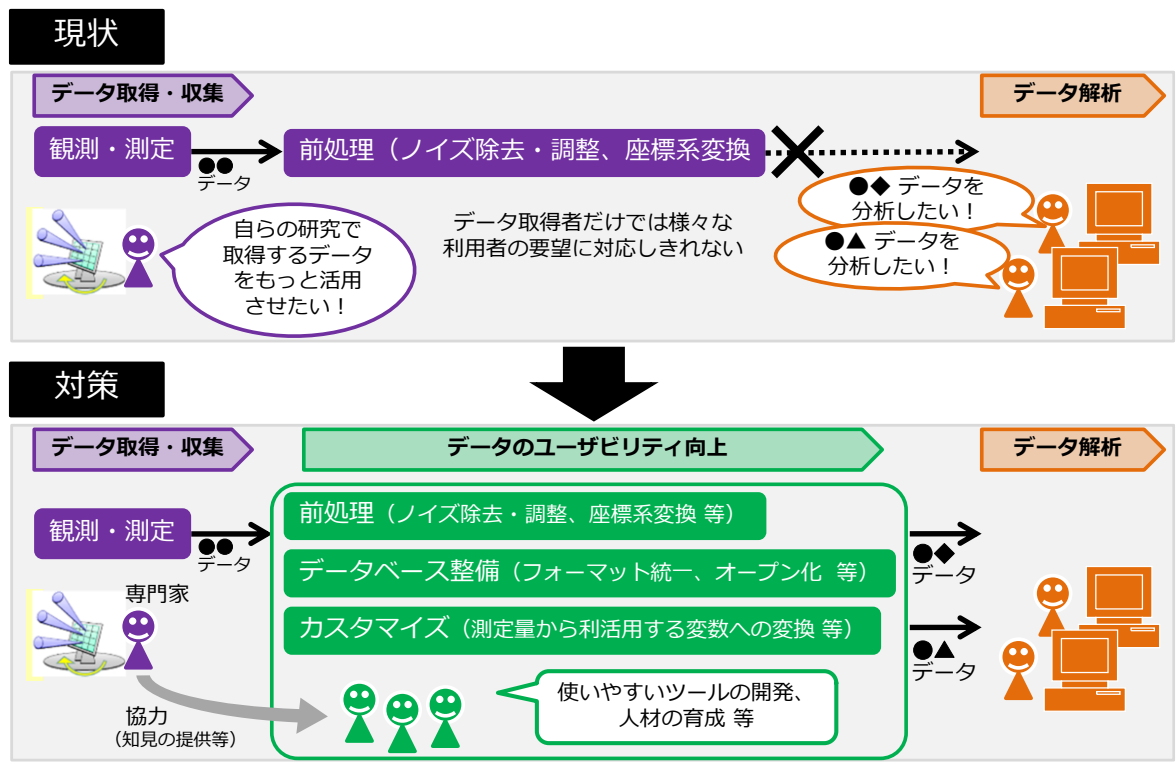 現状
データ取得・収集
データ解析
観測・測定
●●
データ
前処理（ノイズ除去・調整、座標系変換
自らの研究で
取得するデータ
をもっと活用
させたい！
データ取得者だけでは様々な
利用者の要望に対応しきれない
●◆ データを
分析したい！
●▲ データを
分析したい！
対策
データ取得・収集
データのユーザビリティ向上
データ解析
観測・測定
●●
データ
前処理（ノイズ除去・調整、座標系変換 等）
データベース整備（フォーマット統一、オープン化 等）
カスタマイズ（測定量から利活用する変数への変換 等）
●◆
データ
●▲
データ
専門家
協力
（知見の提供等）
使いやすいツールの開発、
人材の育成 等